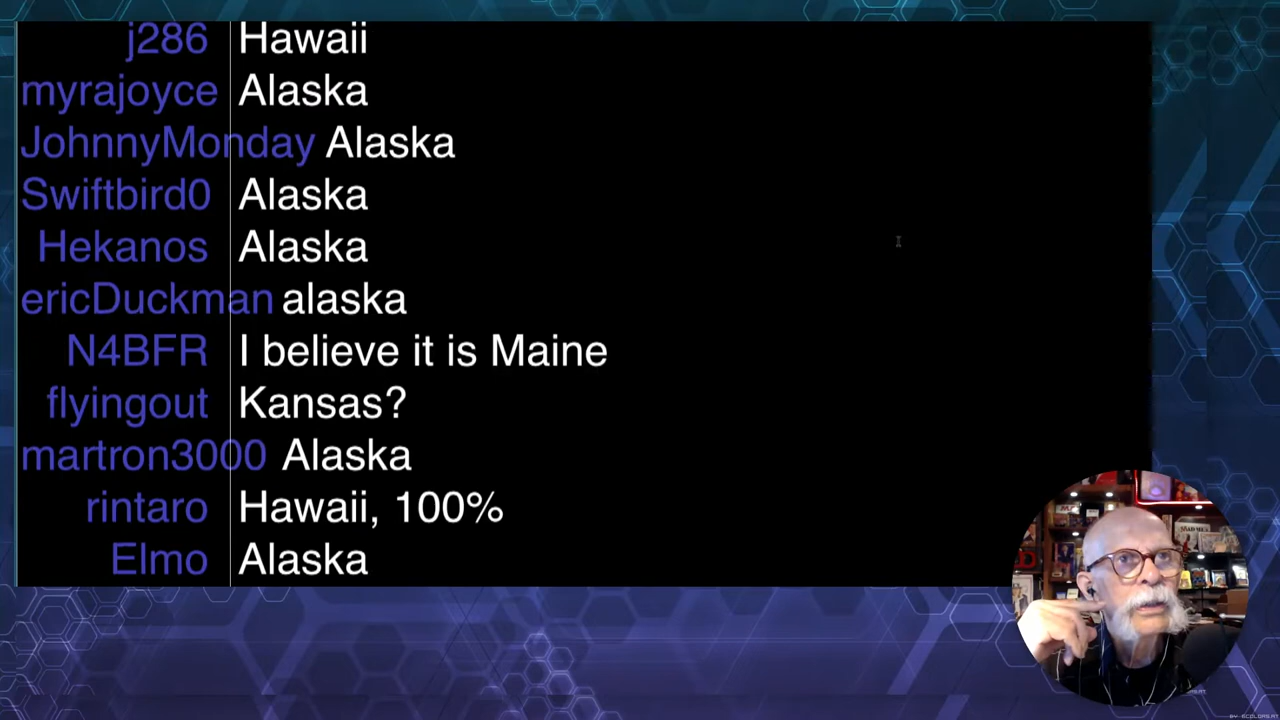 j286 Hawaii
myrajoyce Alaska
JohnnyMonday Alaska
Swiftbird0 Alaska
Hekanos Alaska
ericDuckman alaska
N4BFR I believe it is Maine
flyingout Kansas?
martron3000 Alaska
rintaro Hawaii, 100%
Elmo Alaska